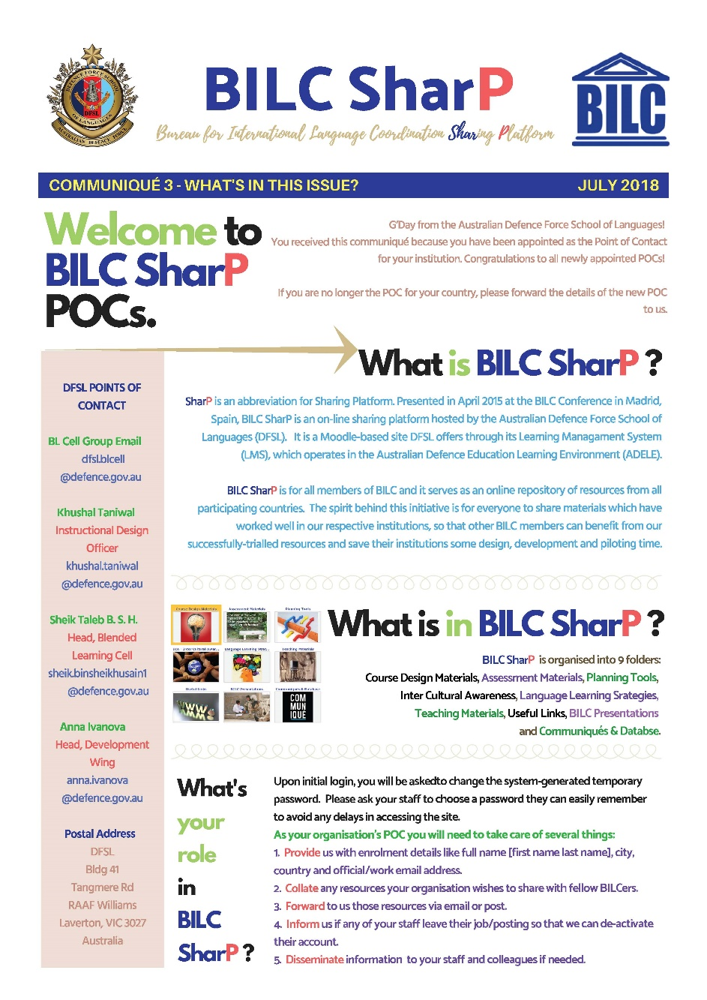 DEFENCE FORCE SCHOOL
DFSL
OF LANGUAGES
AUSTRALIAN DEFENCE FORCE
BILC SharP
Bureau for International Language Coordination Sharing Platform
BILC
COMMUNIQUÉ 3 - WHAT'S IN THIS ISSUE? JULY 2018
Welcome to
BILC SharP
POCs.
G'Day from the Australian Defence Force School of Languages!
You received this communiqué because you have been appointed as the Point of Contact
for your institution. Congratulations to all newly appointed POCs!
If you are no longer the POC for your country, please forward the details of the new POC
to us.
DFSL POINTS OF
CONTACT
BL Cell Group Email
dfsl.blcell
@defence.gov.au
Khushal Taniwal
Instructional Design
Officer
khushal.taniwal
@defence.gov.au
Sheik Taleb B. S. H.
Head, Blended
Learning Cell
sheik.binsheikhusain1
@defence.gov.au
Anna Ivanova
Head, Development
Wing
anna.ivanova
@defence.gov.au
Postal Address
DFSL
Bldg 41
Tangmere Rd
RAAF Williams
Laverton, VIC 3027
Australia
What is BILC SharP ?
SharP is an abbreviation for Sharing Platform. Presented in April 2015 at the BILC Conference in Madrid,
Spain, BILC SharP is an on-line sharing platform hosted by the Australian Defence Force School of
Languages (DFSL). It is a Moodle-based site DFSL offers through its Learning Managament System
(LMS), which operates in the Australian Defence Education Learning Environment (ADELE).
BILC SharP is for all members of BILC and it serves as an online repository of resources from all
participating countries. The spirit behind this initiative is for everyone to share materials which have
worked well in our respective institutions, so that other BILC members can benefit from our
successfully-trialled resources and save their institutions some design, development and piloting time.
Course Design Materials Assessment Materials Planning Tools
Language Learning Strat... Teaching Materials
Useful Links BILC Presentations Communiqués & Database
WWW
COM
MUN
IQUÉ
What is in BILC SharP ?
BILC SharP is organised into 9 folders:
Course Design Materials, Assessment Materials, Planning Tools,
Inter Cultural Awareness, Language Learning Srategies,
Teaching Materials, Useful Links, BILC Presentations
and Communiqués & Databse.
What's
your
role
in
BILC
SharP ?
Upon initial login, you will be askedto change the system-generated temporary
password. Please ask your staff to choose a password they can easily remember
to avoid any delays in accessing the site.
As your organisation's POC you will need to take care of several things:
1. Provide us with enrolment details like full name [first name last name], city,
country and official/work email address.
2. Collate any resources your organisation wishes to share with fellow BILCers.
3. Forward to us those resources via email or post.
4. Inform us if any of your staff leave their job/posting so that we can de-activate
their account.
5. Disseminate information to your staff and colleagues if needed.